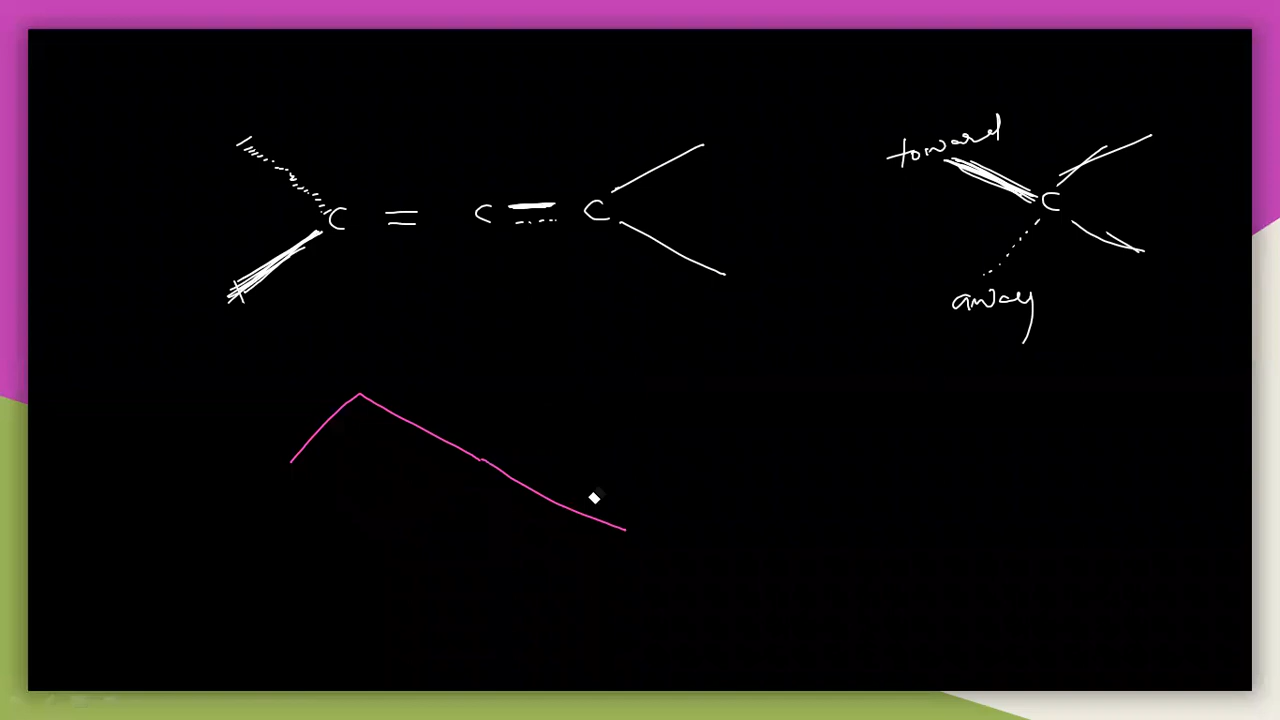 C = C = C
toward
C
away